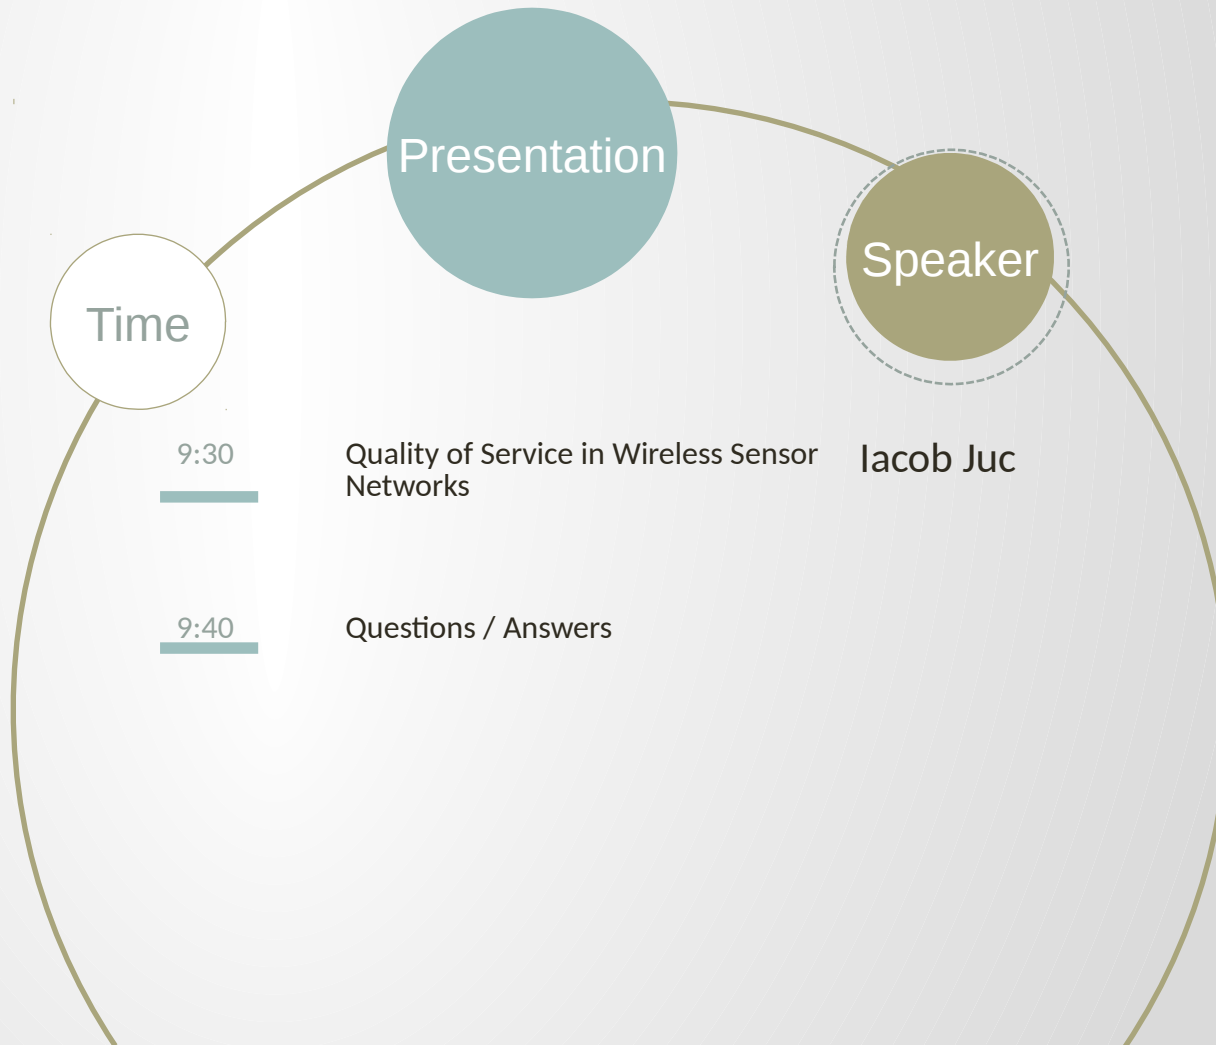 Presentation
Speaker
Time
9:30
Quality of Service in Wireless Sensor
Networks
Iacob Juc
9:40
Questions / Answers